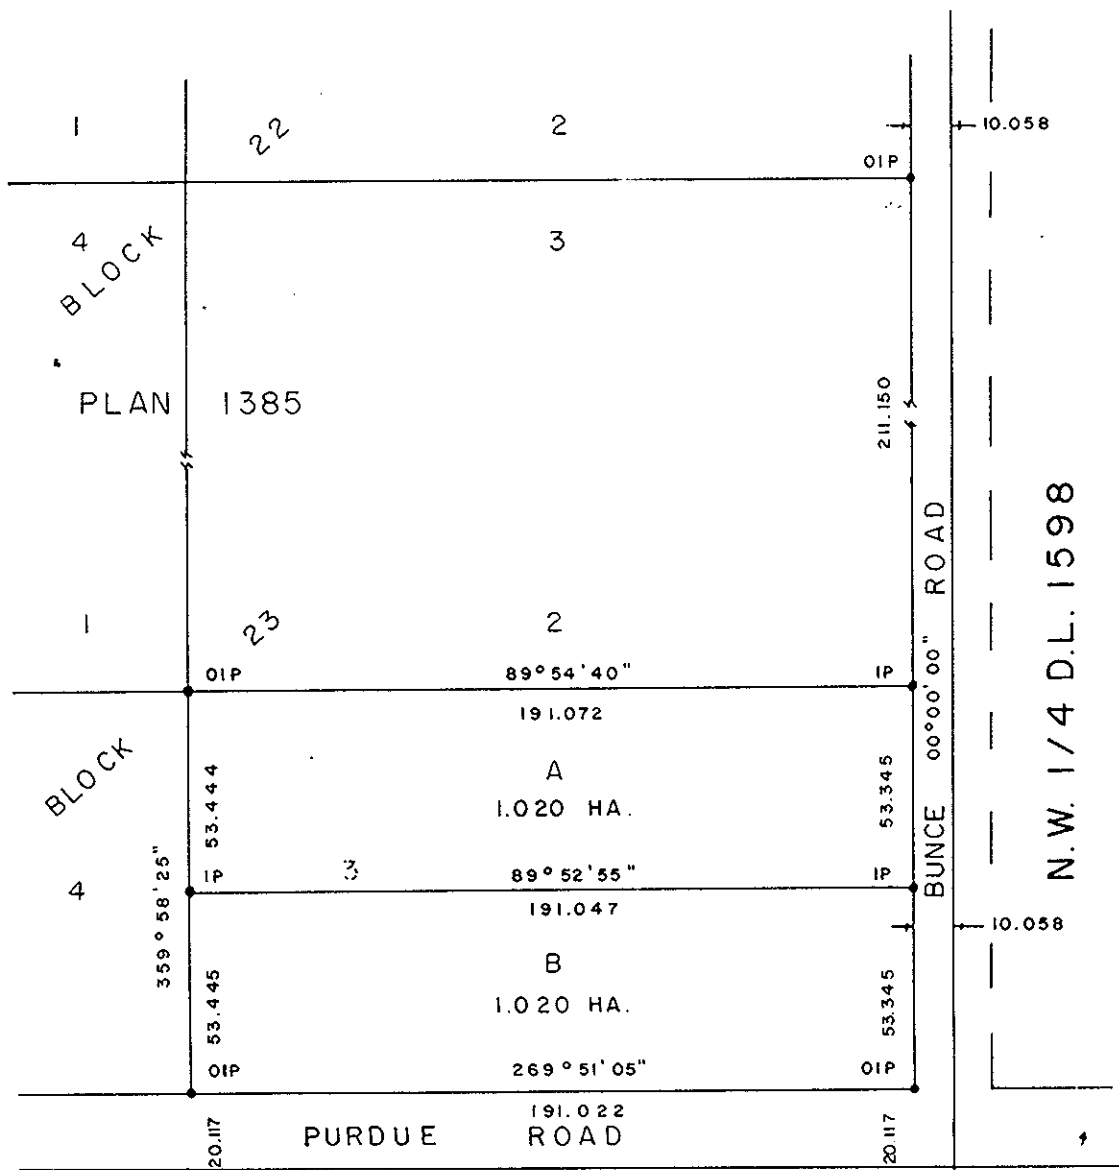 1 22 2 10.058
OIP
4 BLOCK 3
PLAN 1385
211.150
1 23 2
OIP 89°54'40" IP
191.072
BUNCE 00°00'00" ROAD
N.W. 1/4 D.L. 1598
BLOCK 4
359°58'25"
53.444
A
1.020 HA.
53.345
IP 3 89°52'55" IP
191.047
10.058
53.445
B
1.020 HA.
53.345
OIP 269°51'05" OIP
191.022
20.117 PURDUE ROAD 20.117